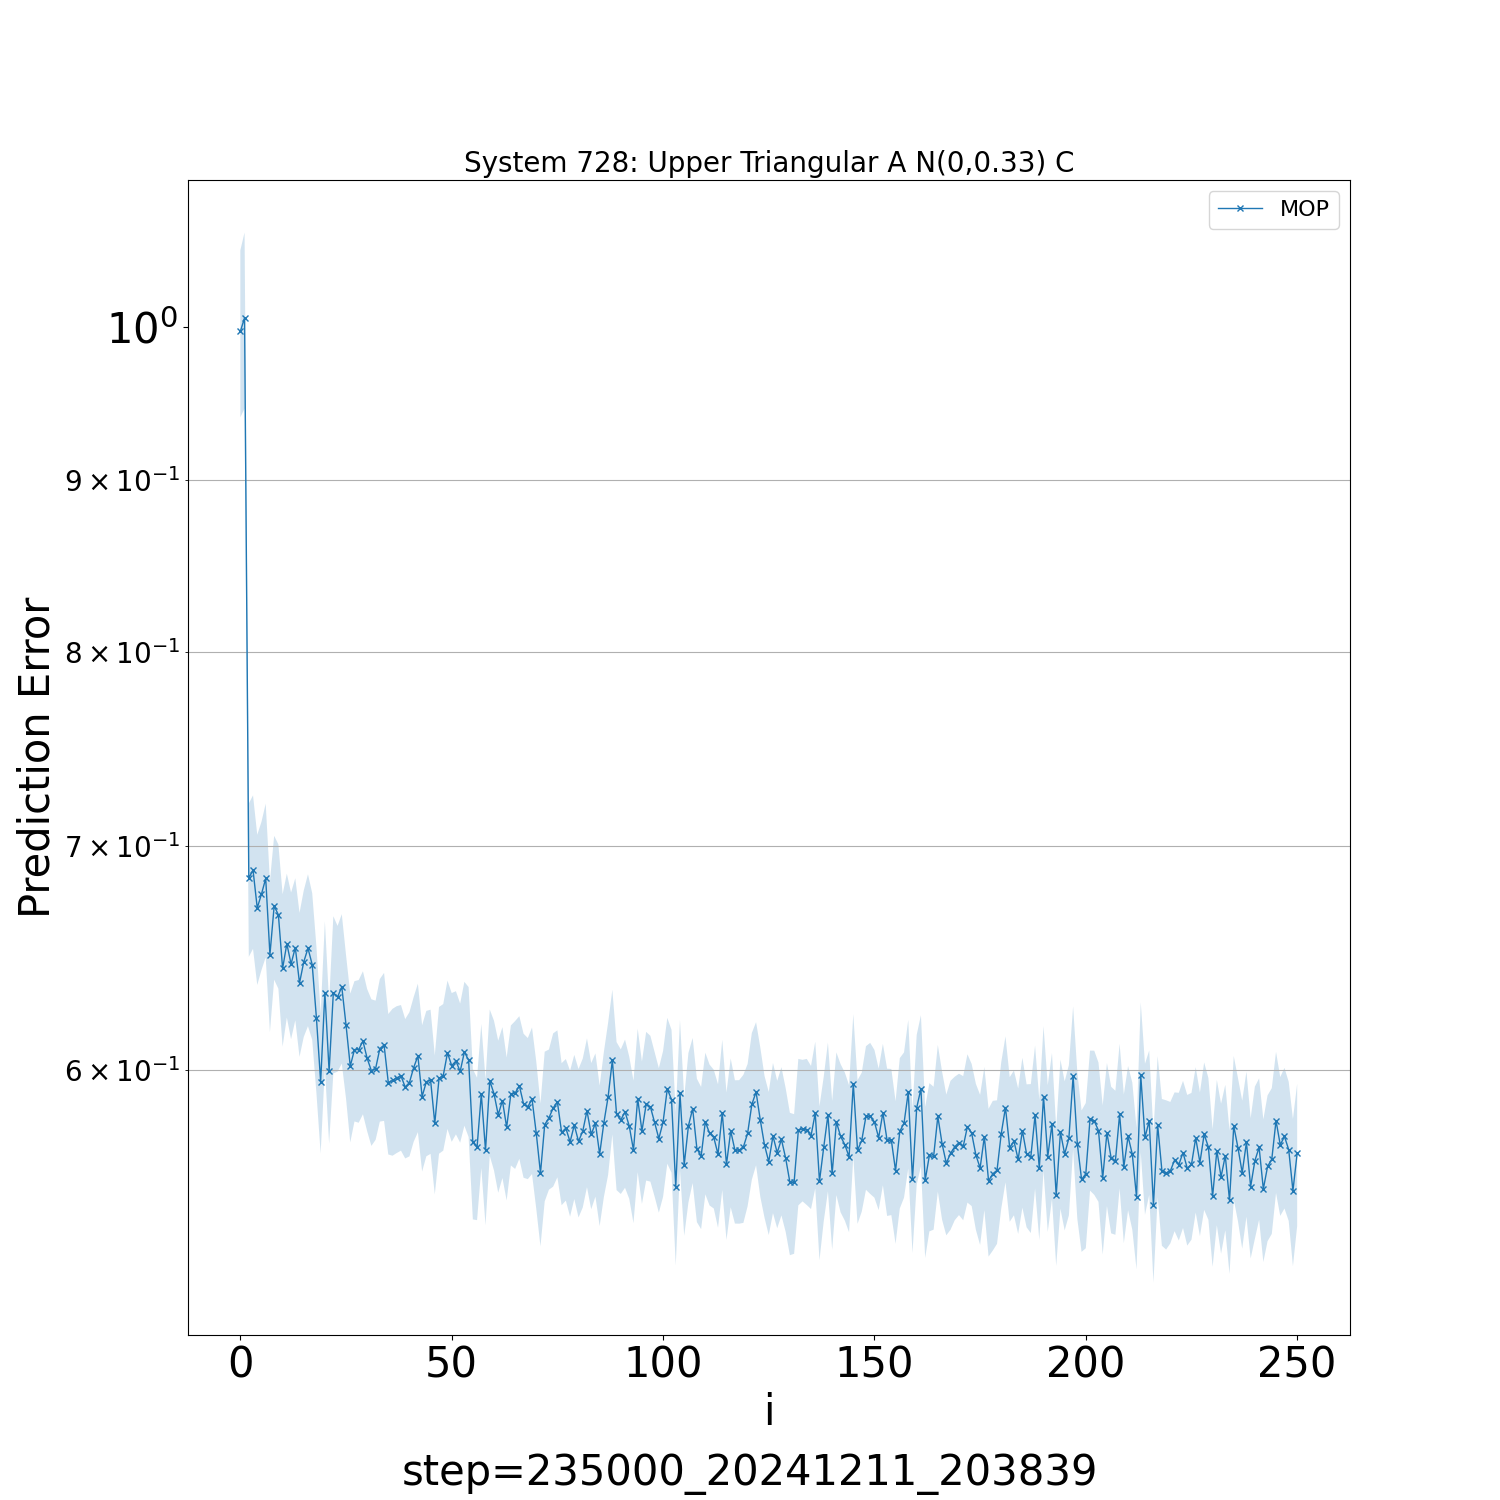 System 728: Upper Triangular A N(0,0.33) C
MOP
10⁰
9 × 10⁻¹
8 × 10⁻¹
7 × 10⁻¹
6 × 10⁻¹
Prediction Error
0 50 100 150 200 250
i
step=235000_20241211_203839